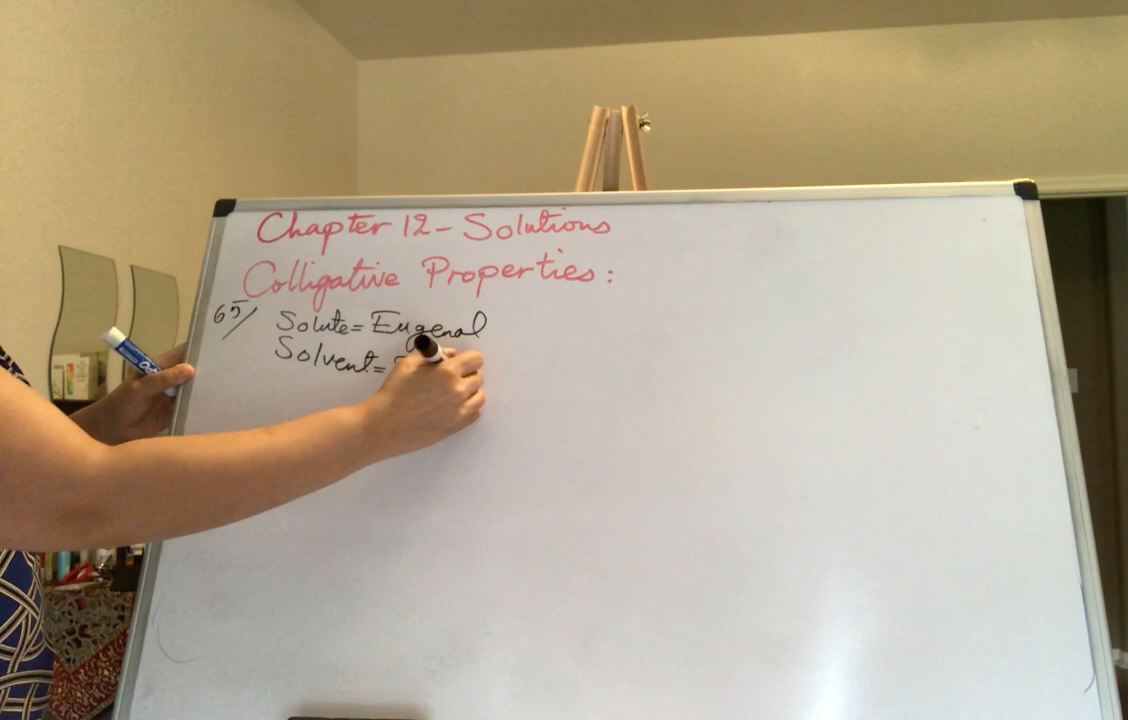 Chapter 12 - Solutions
Colligative Properties:
65/ Solute = Eugenol
Solvent =